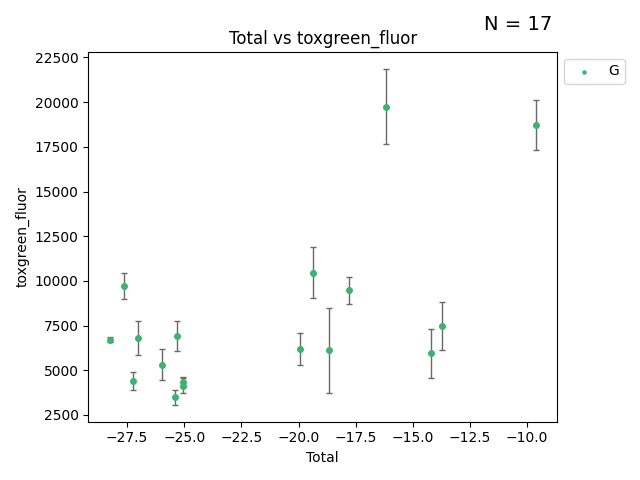 N = 17
Total vs toxgreen_fluor
G
22500
20000
17500
15000
12500
10000
7500
5000
2500
toxgreen_fluor
−27.5 −25.0 −22.5 −20.0 −17.5 −15.0 −12.5 −10.0
Total